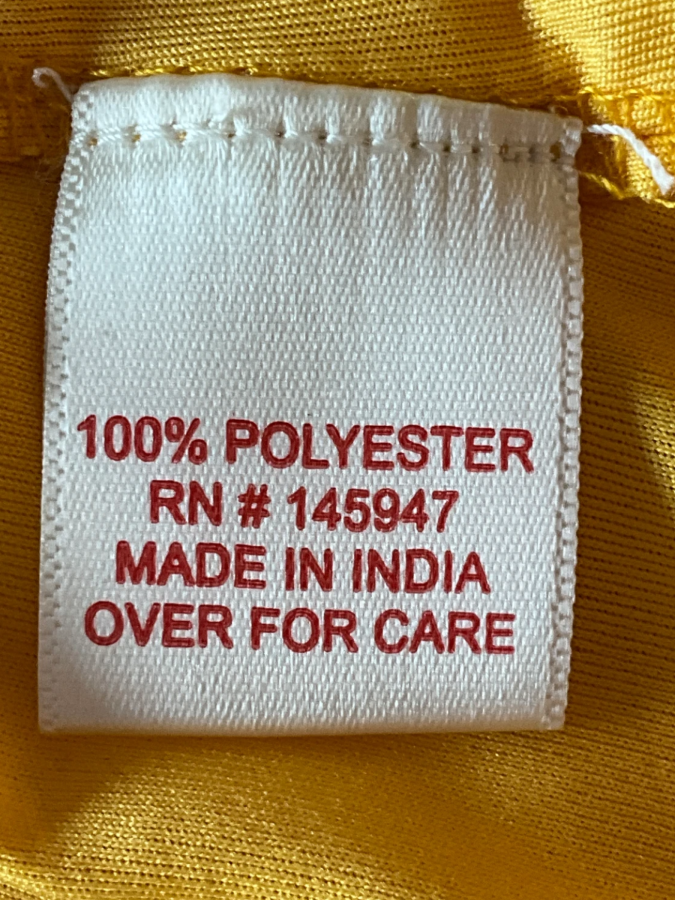 100% POLYESTER
RN # 145947
MADE IN INDIA
OVER FOR CARE